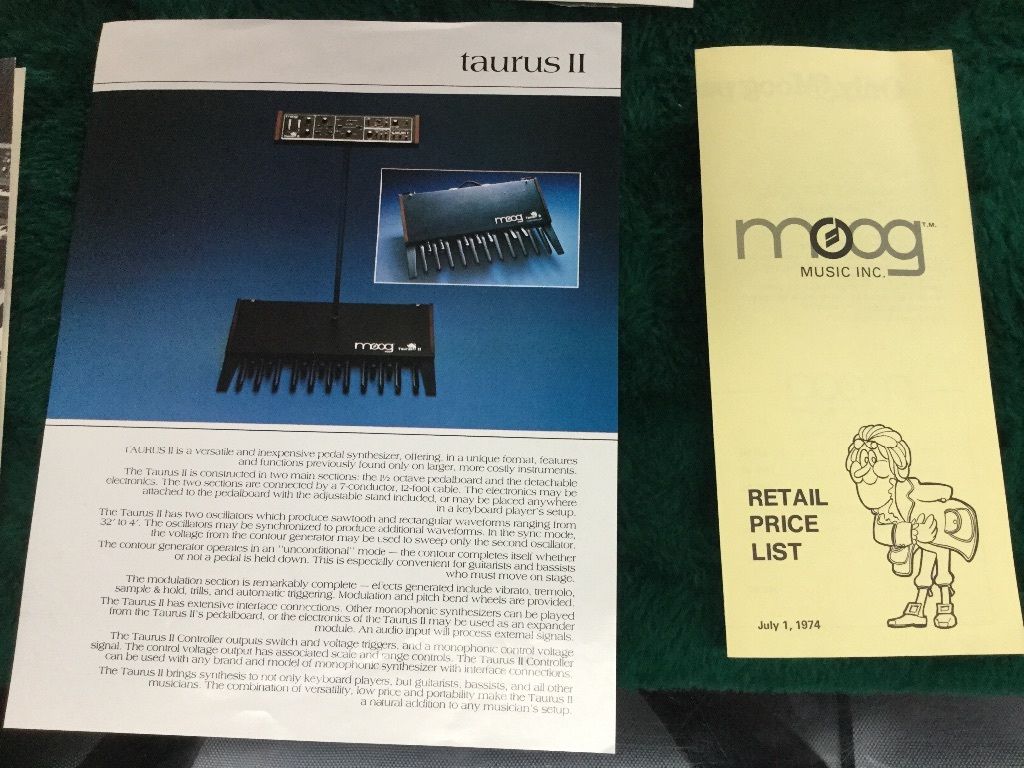 taurus II
moog
moog Taurus II
TAURUS II is a versatile and inexpensive pedal synthesizer, offering, in a unique format, features
and functions previously found only on larger, more costly instruments.
The Taurus II is constructed in two main sections: the 1½ octave pedalboard and the detachable
electronics. The two sections are connected by a 7-conductor, 12-foot cable. The electronics may be
attached to the pedalboard with the adjustable stand included, or may be placed anywhere
in a keyboard player's setup.
The Taurus II has two oscillators which produce sawtooth and rectangular waveforms ranging from
32' to 4'. The oscillators may be synchronized to produce additional waveforms. In the sync mode,
the voltage from the contour generator may be used to sweep only the second oscillator.
The contour generator operates in an "unconditional" mode — the contour completes itself whether
or not a pedal is held down. This is especially convenient for guitarists and bassists
who must move on stage.
The modulation section is remarkably complete — effects generated include vibrato, tremolo,
sample & hold, trills, and automatic triggering. Modulation and pitch bend wheels are provided.
The Taurus II has extensive interface connections. Other monophonic synthesizers can be played
from the Taurus II's pedalboard, or the electronics of the Taurus II may be used as an expander
module. An audio input will process external signals.
The Taurus II Controller outputs switch and voltage triggers, and a monophonic control voltage
signal. The control voltage output has associated scale and range controls. The Taurus II Controller
can be used with any brand and model of monophonic synthesizer with interface connections.
The Taurus II brings synthesis to not only keyboard players, but guitarists, bassists, and all other
musicians. The combination of versatility, low price and portability make the Taurus II
a natural addition to any musician's setup.
moog T.M.
MUSIC INC.
RETAIL
PRICE
LIST
July 1, 1974